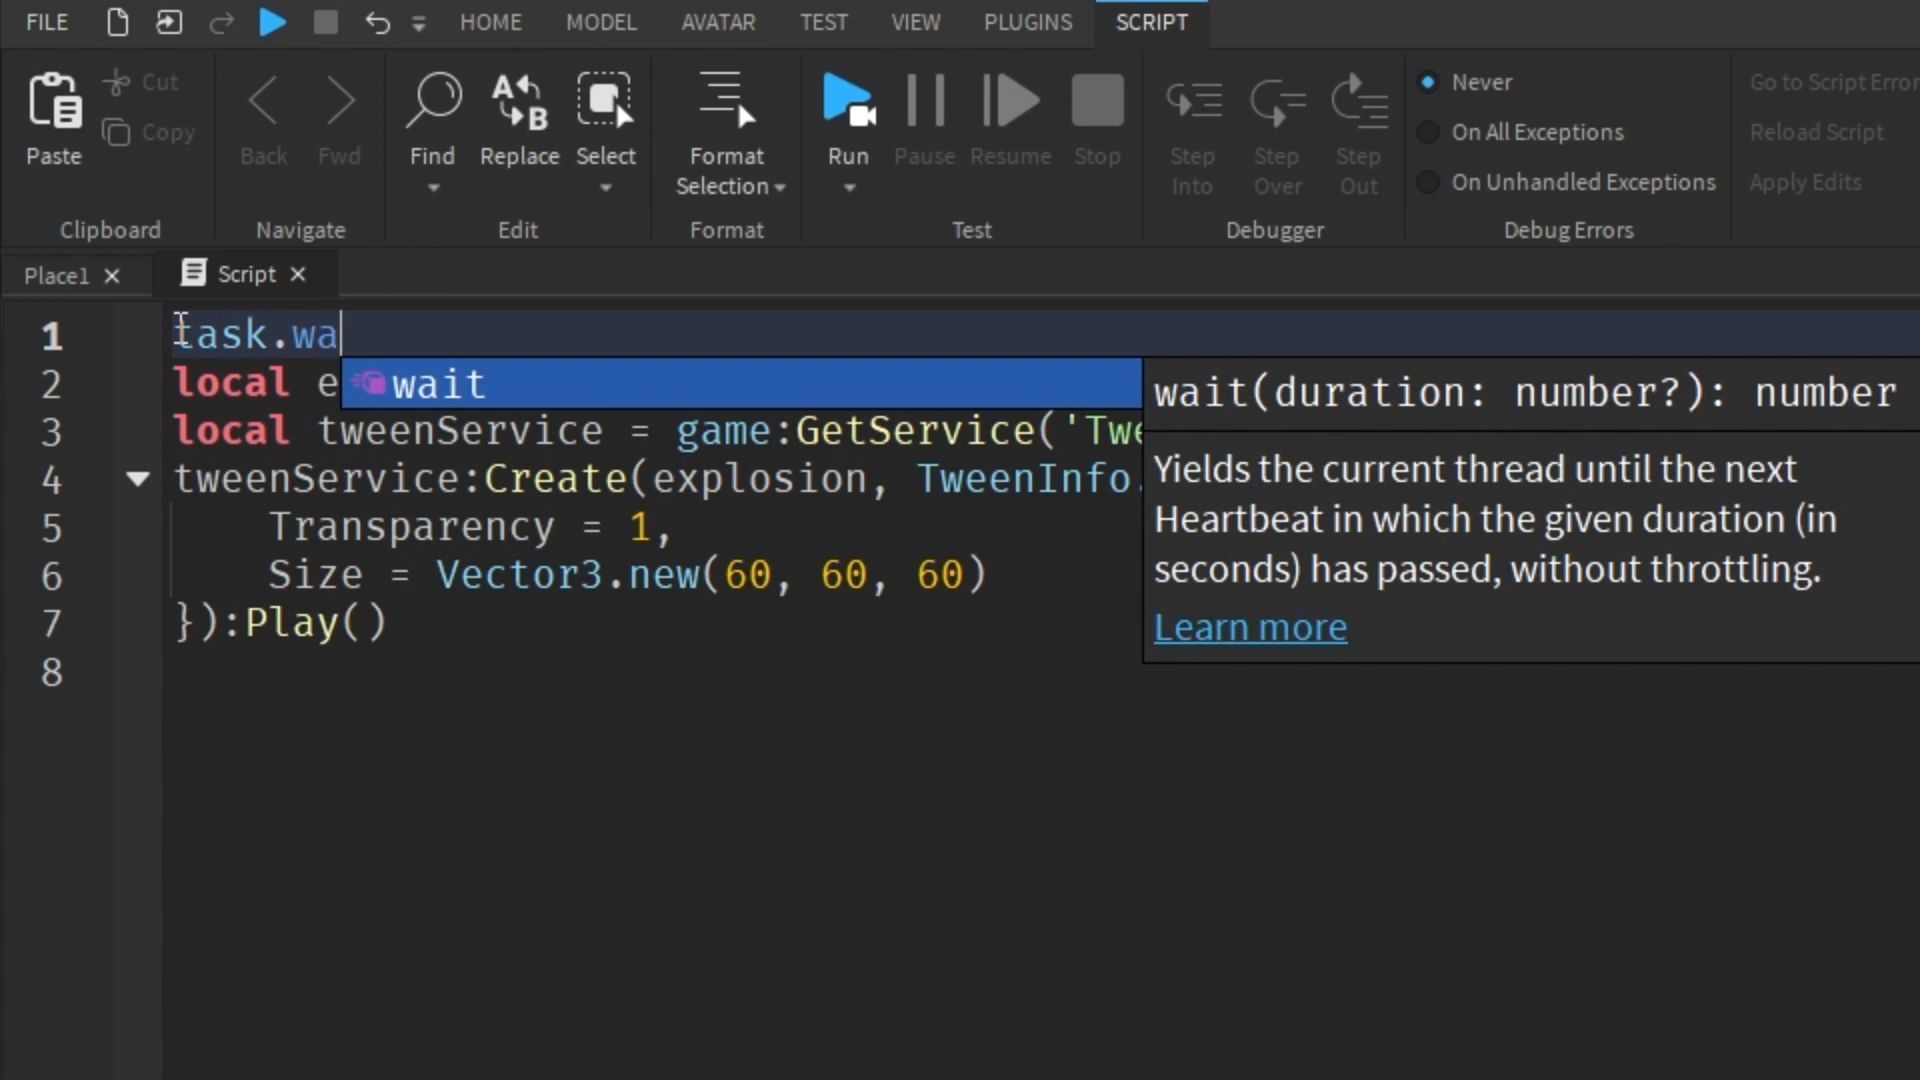 FILE HOME MODEL AVATAR TEST VIEW PLUGINS SCRIPT
Paste
Cut
Copy
Clipboard
Back Fwd
Navigate
Find Replace Select
Edit
Format
Selection
Format
Run Pause Resume Stop
Test
Step
Into
Step
Over
Step
Out
Debugger
Never
On All Exceptions
On Unhandled Exceptions
Debug Errors
Go to Script Error
Reload Script
Apply Edits
Place1 Script
1 task.wa
wait
wait(duration: number?): number
Yields the current thread until the next
Heartbeat in which the given duration (in
seconds) has passed, without throttling.
Learn more
2 local e
3 local tweenService = game:GetService('Twe
4 tweenService:Create(explosion, TweenInfo.
5 Transparency = 1,
6 Size = Vector3.new(60, 60, 60)
7 }):Play()
8